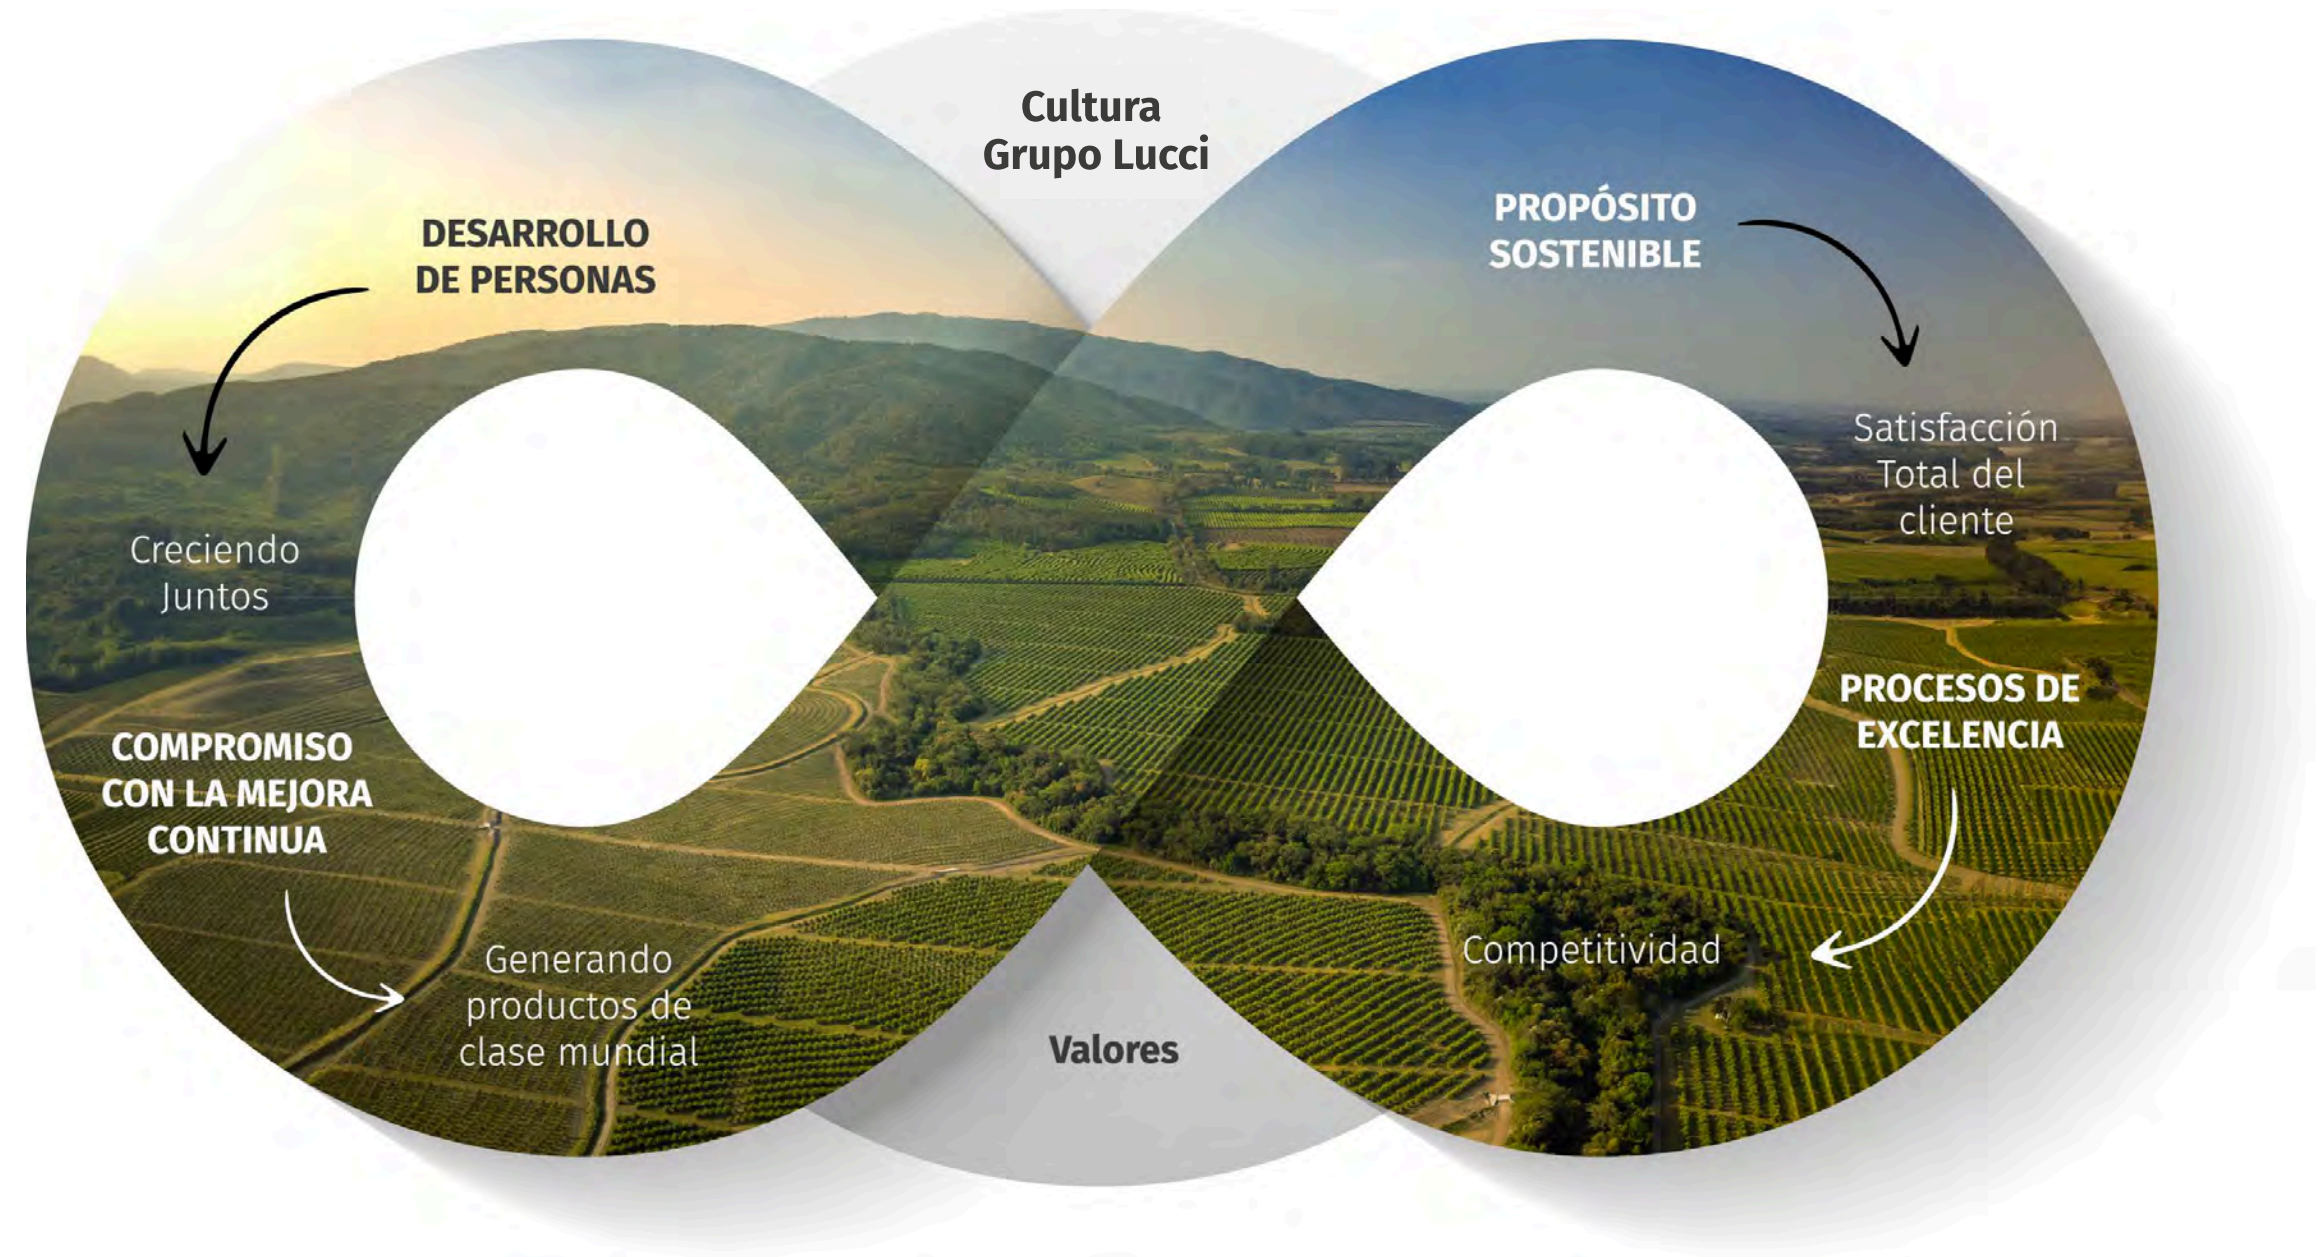 Cultura
Grupo Lucci
DESARROLLO
DE PERSONAS
Creciendo
Juntos
COMPROMISO
CON LA MEJORA
CONTINUA
Generando
productos de
clase mundial
PROPÓSITO
SOSTENIBLE
Satisfacción
Total del
cliente
PROCESOS DE
EXCELENCIA
Competitividad
Valores